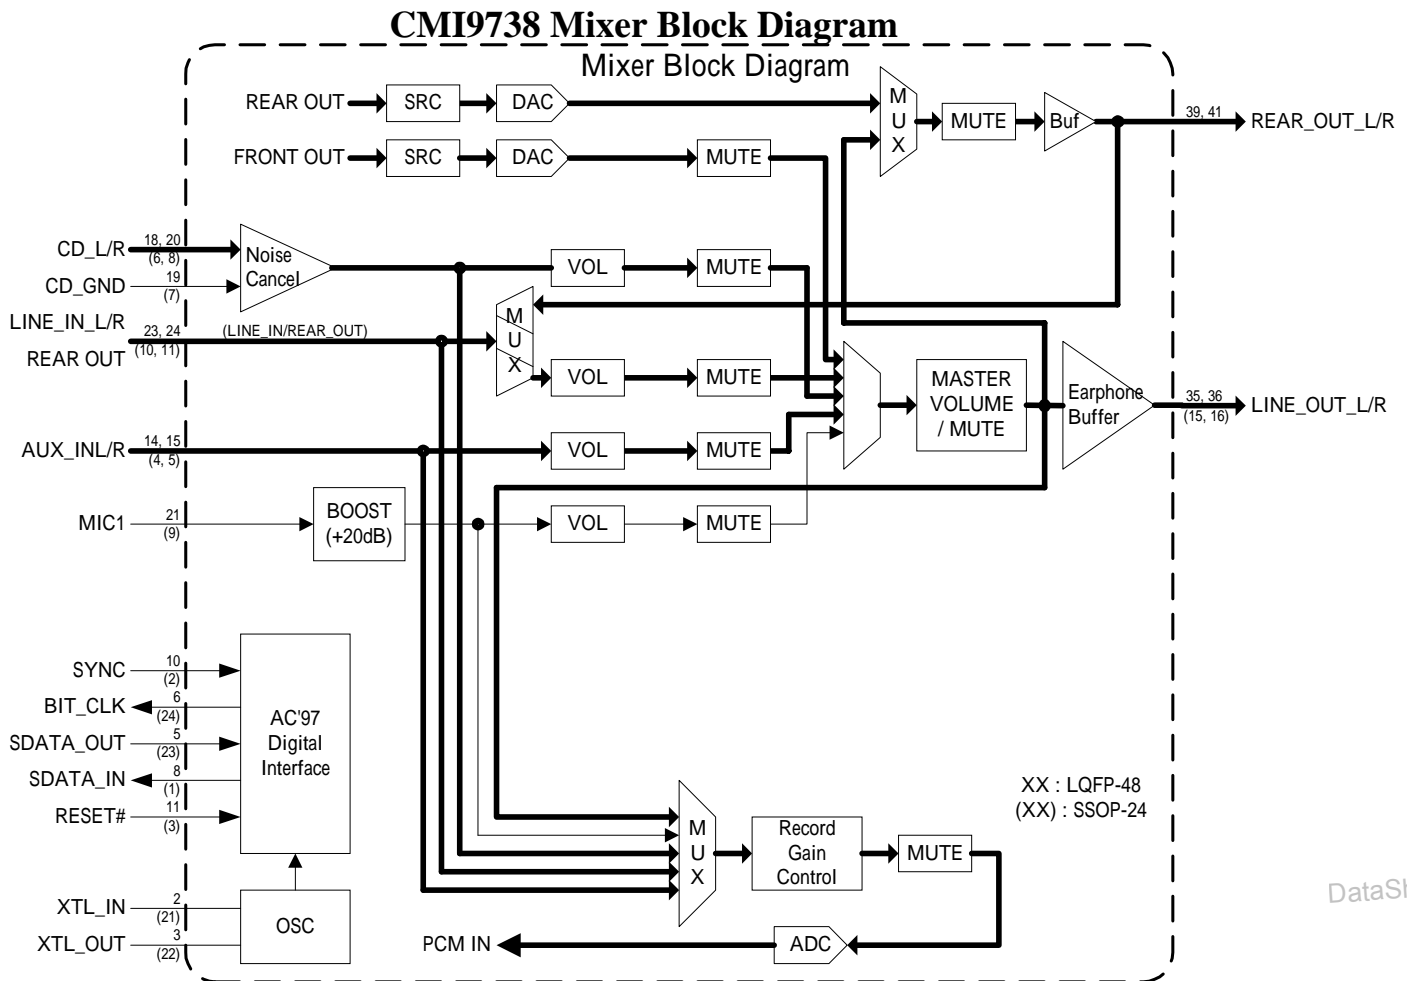 CMI9738 Mixer Block Diagram
Mixer Block Diagram
REAR OUT
SRC
DAC
M
U
X
MUTE
Buf
39, 41
REAR_OUT_L/R
FRONT OUT
SRC
DAC
MUTE
CD_L/R
18, 20
(6, 8)
Noise
Cancel
VOL
MUTE
CD_GND
19
(7)
LINE_IN_L/R
23, 24
(10, 11)
(LINE_IN/REAR_OUT)
REAR OUT
M
U
X
VOL
MUTE
MASTER
VOLUME
/ MUTE
Earphone
Buffer
35, 36
(15, 16)
LINE_OUT_L/R
AUX_INL/R
14, 15
(4, 5)
VOL
MUTE
MIC1
21
(9)
BOOST
(+20dB)
VOL
MUTE
SYNC
10
(2)
BIT_CLK
6
(24)
SDATA_OUT
5
(23)
SDATA_IN
8
(1)
RESET#
11
(3)
AC'97
Digital
Interface
XX : LQFP-48
(XX) : SSOP-24
M
U
X
Record
Gain
Control
MUTE
XTL_IN
2
(21)
XTL_OUT
3
(22)
OSC
PCM IN
ADC
DataSh